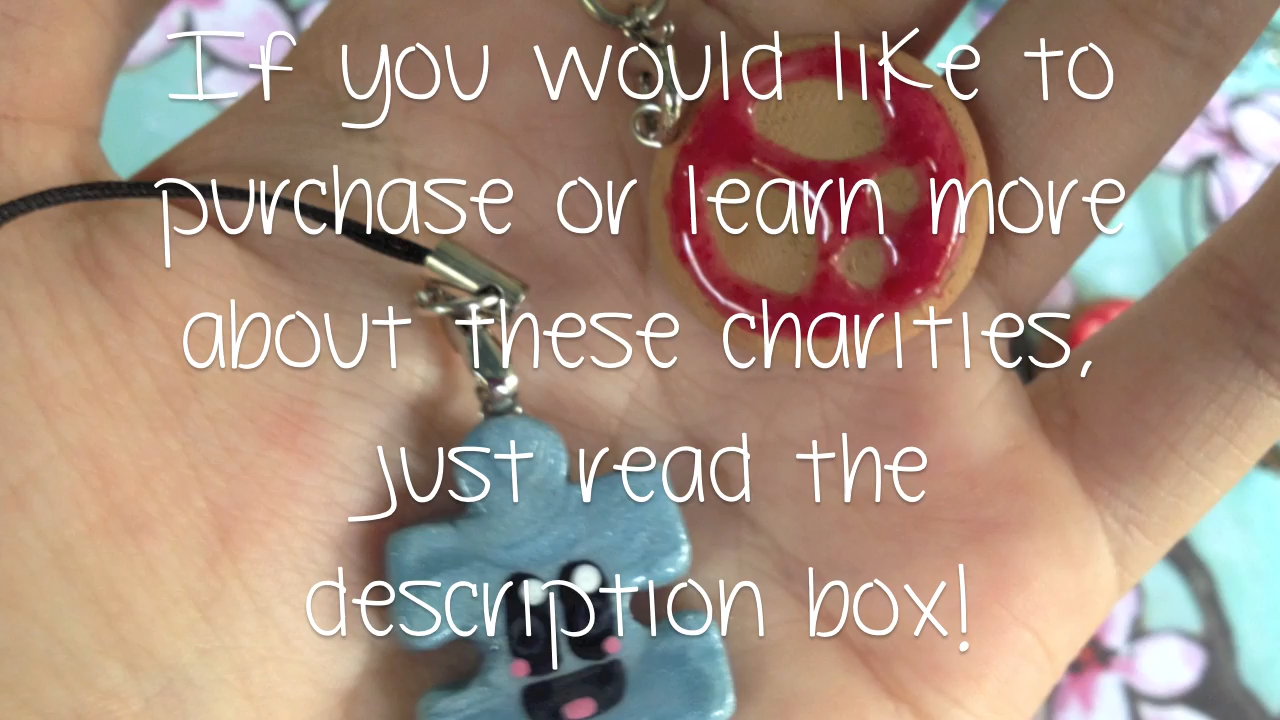 If you would like to
purchase or learn more
about these charities,
just read the
description box!